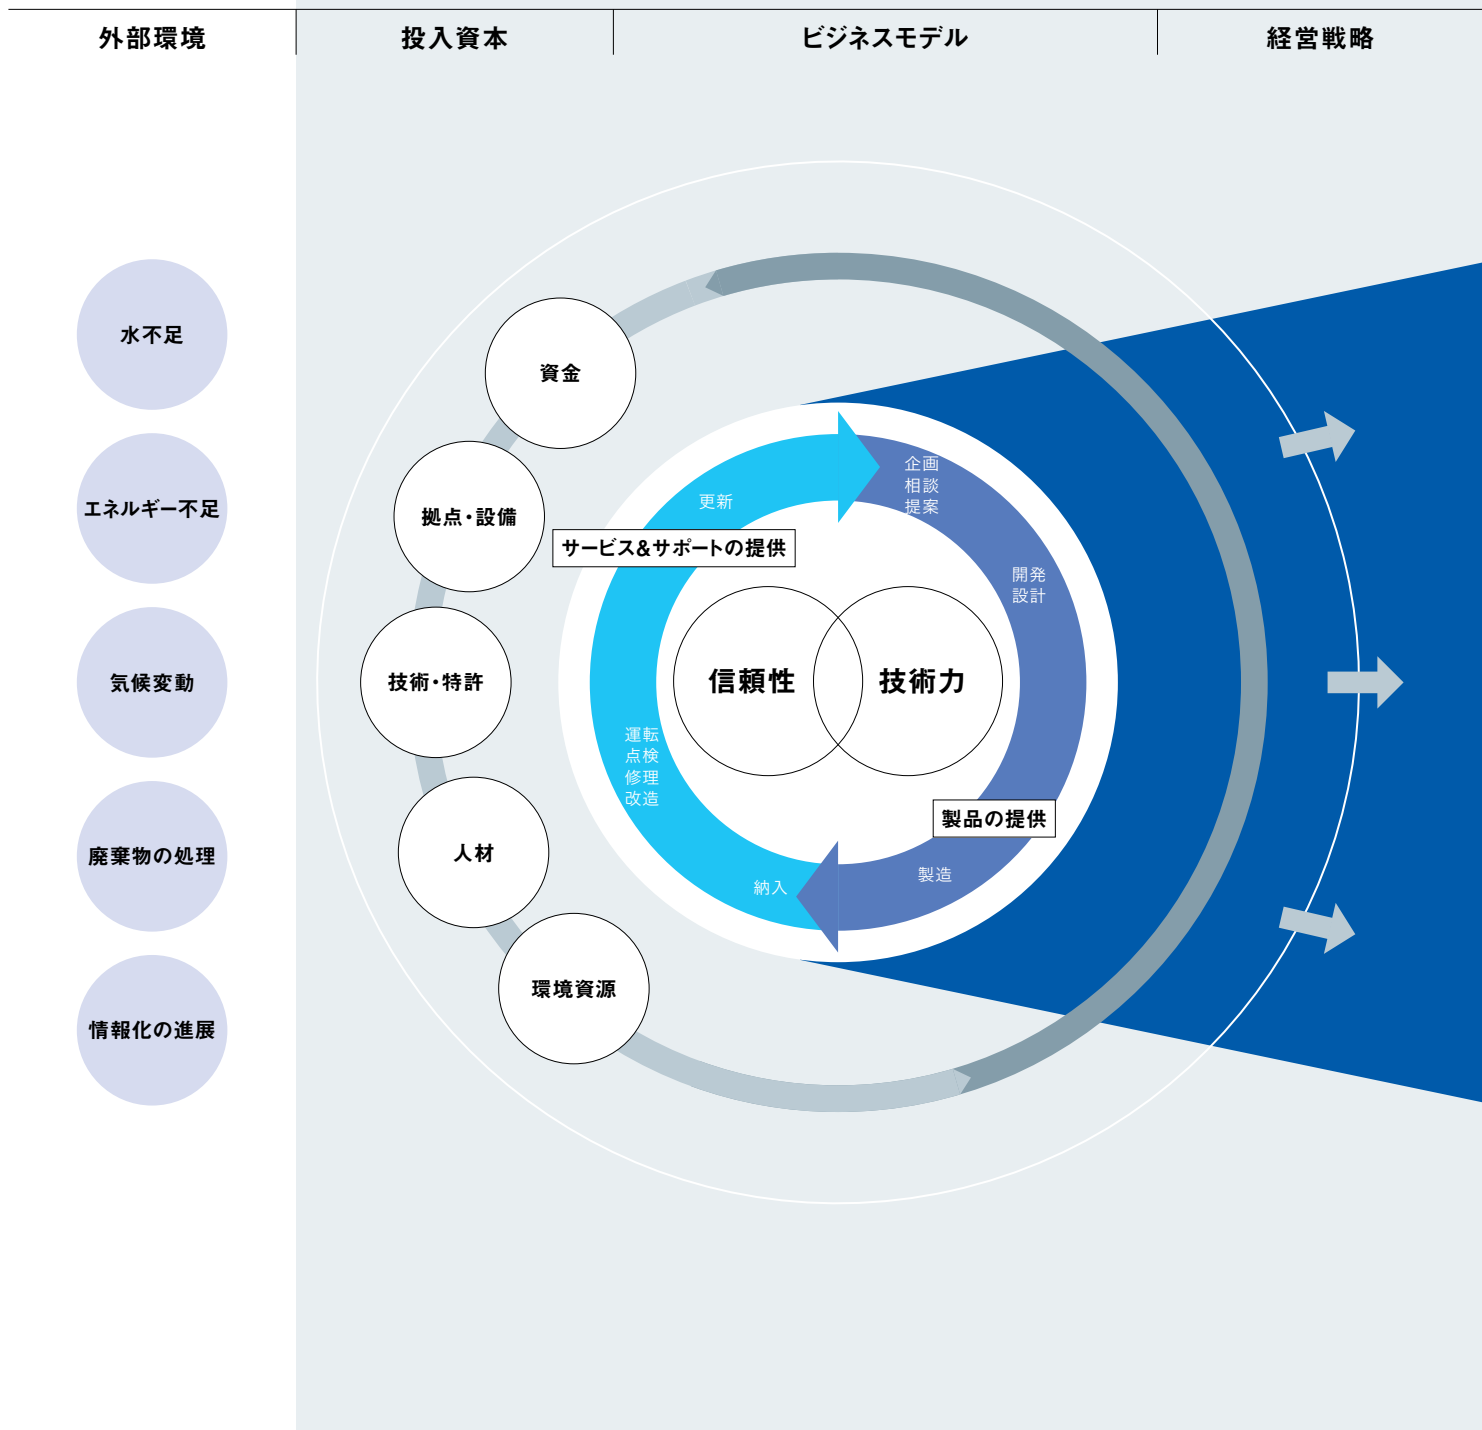 外部環境
投入資本
ビジネスモデル
経営戦略
水不足
エネルギー不足
気候変動
廃棄物の処理
情報化の進展
資金
拠点・設備
技術・特許
人材
環境資源
更新
サービス&サポートの提供
運転
点検
修理
改造
納入
信頼性
技術力
企画
相談
提案
開発
設計
製品の提供
製造